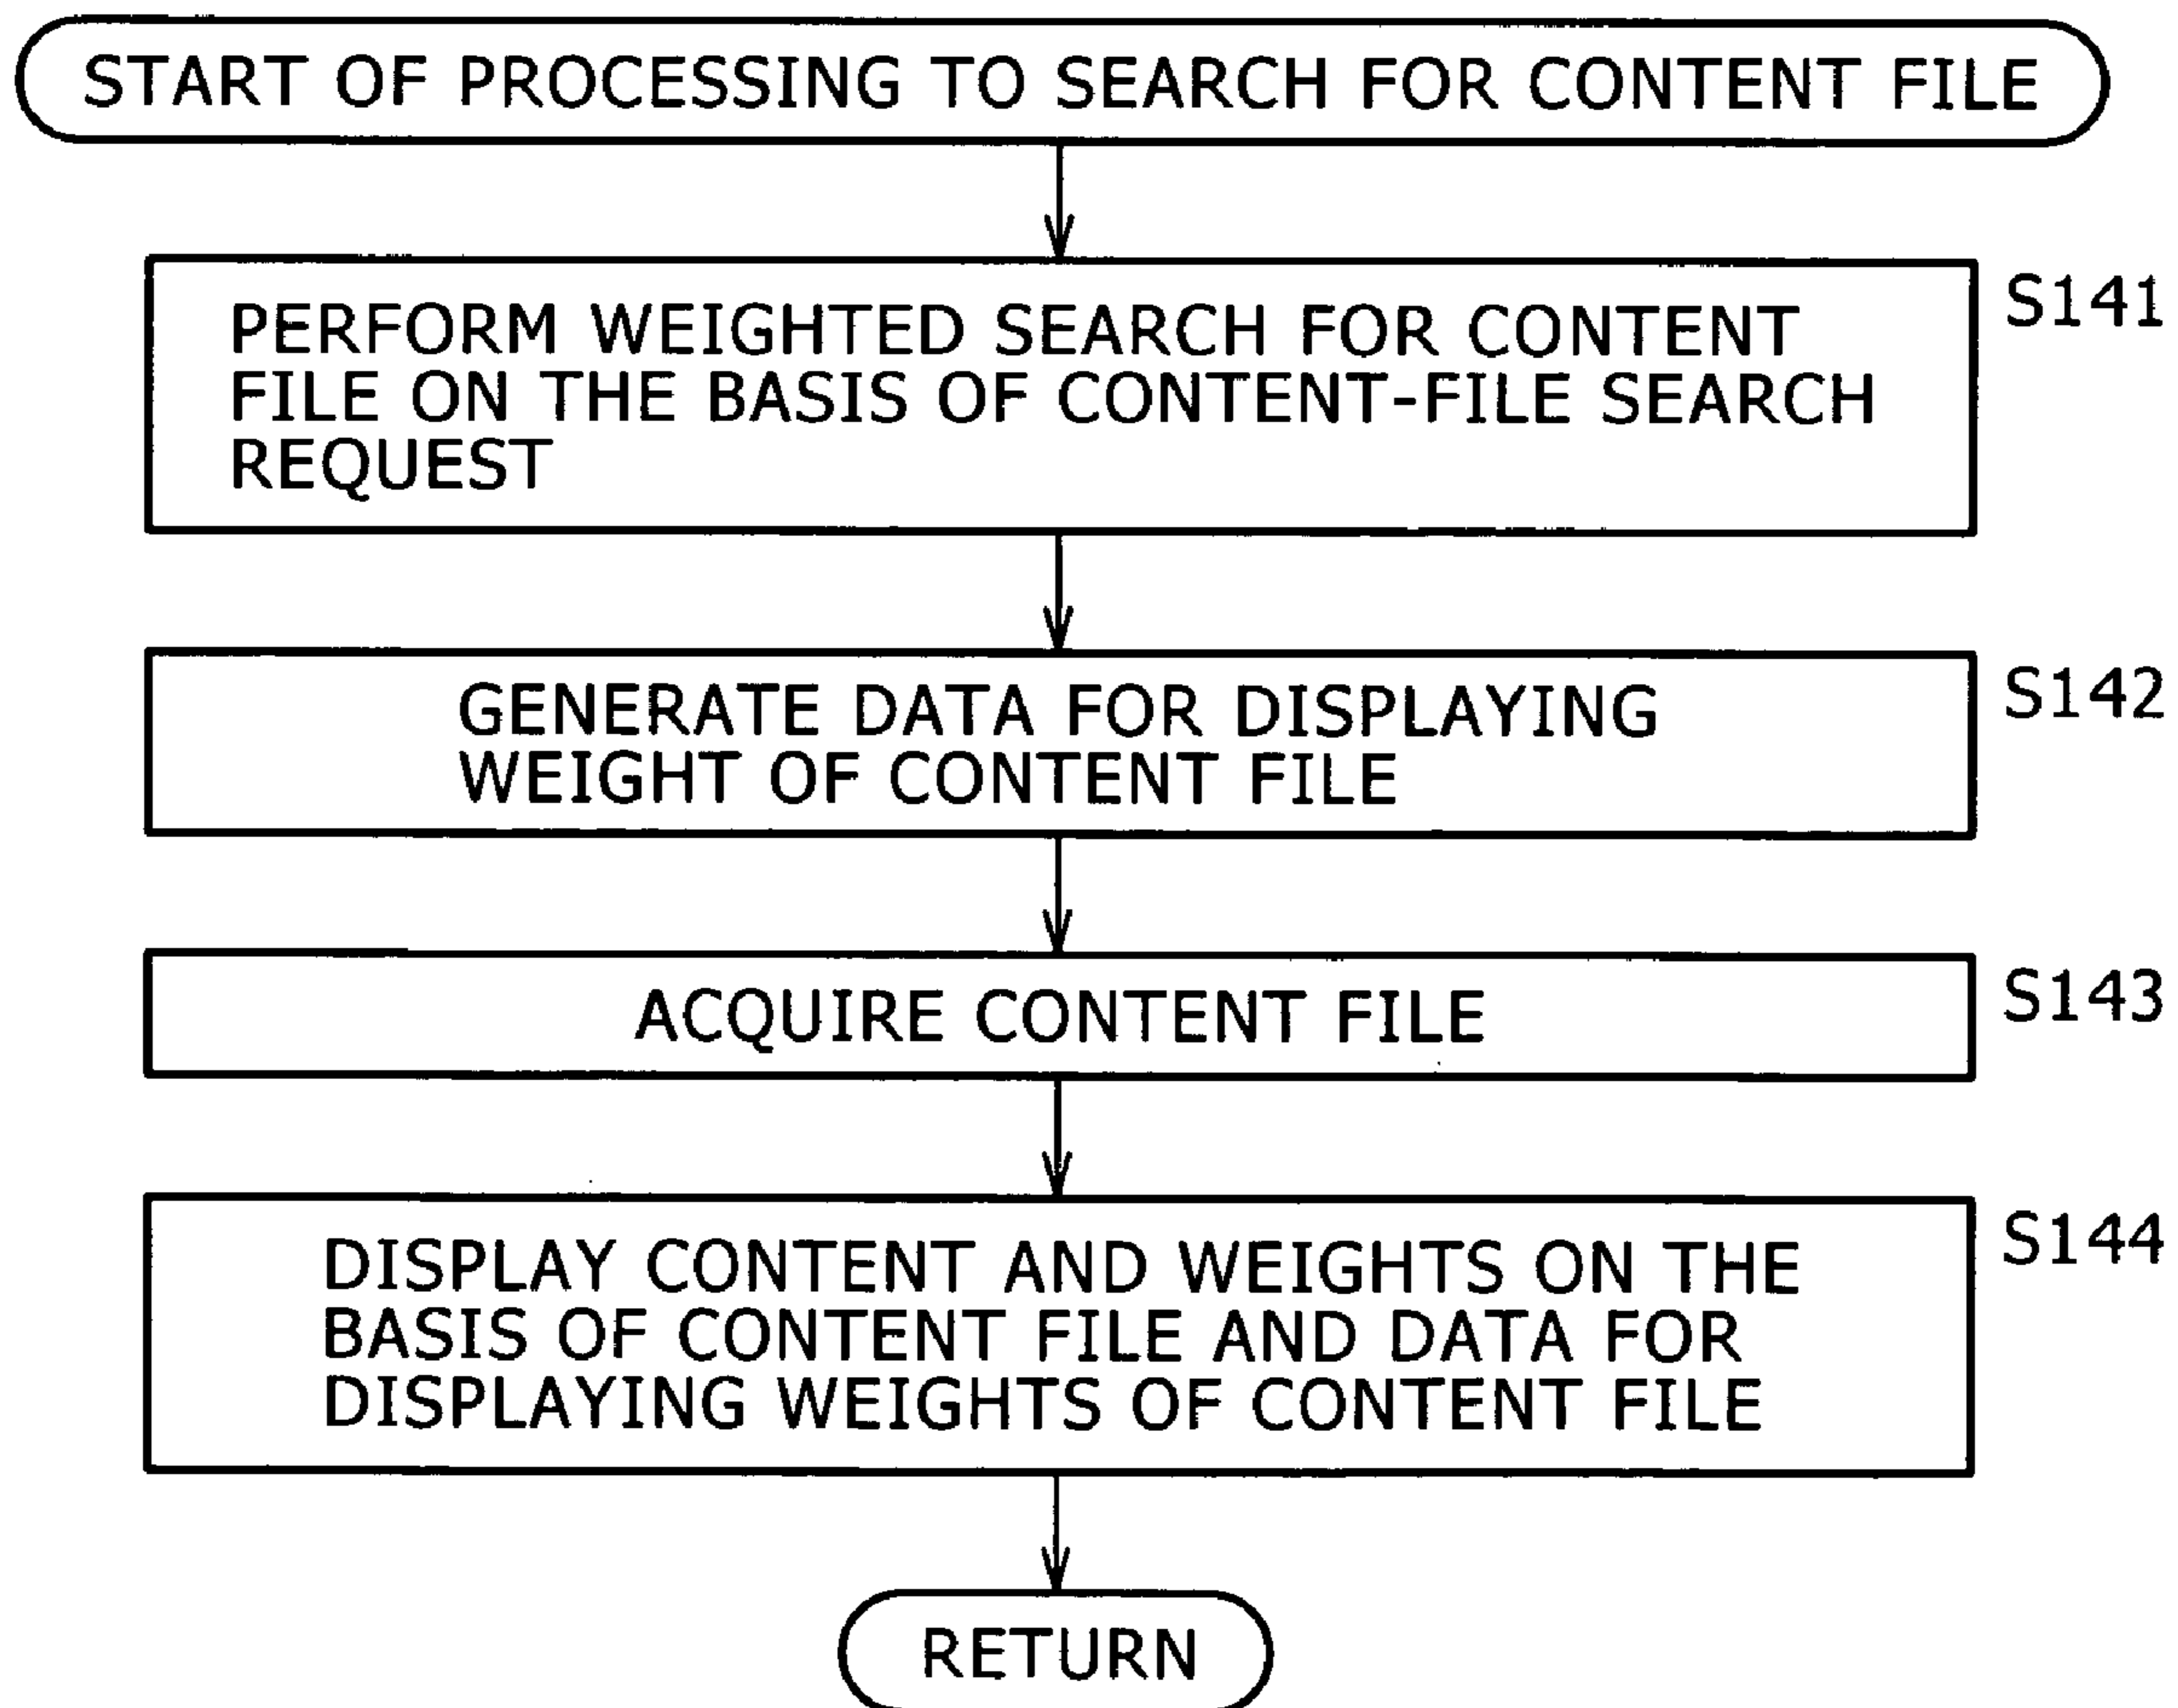 START OF PROCESSING TO SEARCH FOR CONTENT FILE
PERFORM WEIGHTED SEARCH FOR CONTENT
FILE ON THE BASIS OF CONTENT-FILE SEARCH
REQUEST
S141
GENERATE DATA FOR DISPLAYING
WEIGHT OF CONTENT FILE
S142
ACQUIRE CONTENT FILE
S143
DISPLAY CONTENT AND WEIGHTS ON THE
BASIS OF CONTENT FILE AND DATA FOR
DISPLAYING WEIGHTS OF CONTENT FILE
S144
RETURN